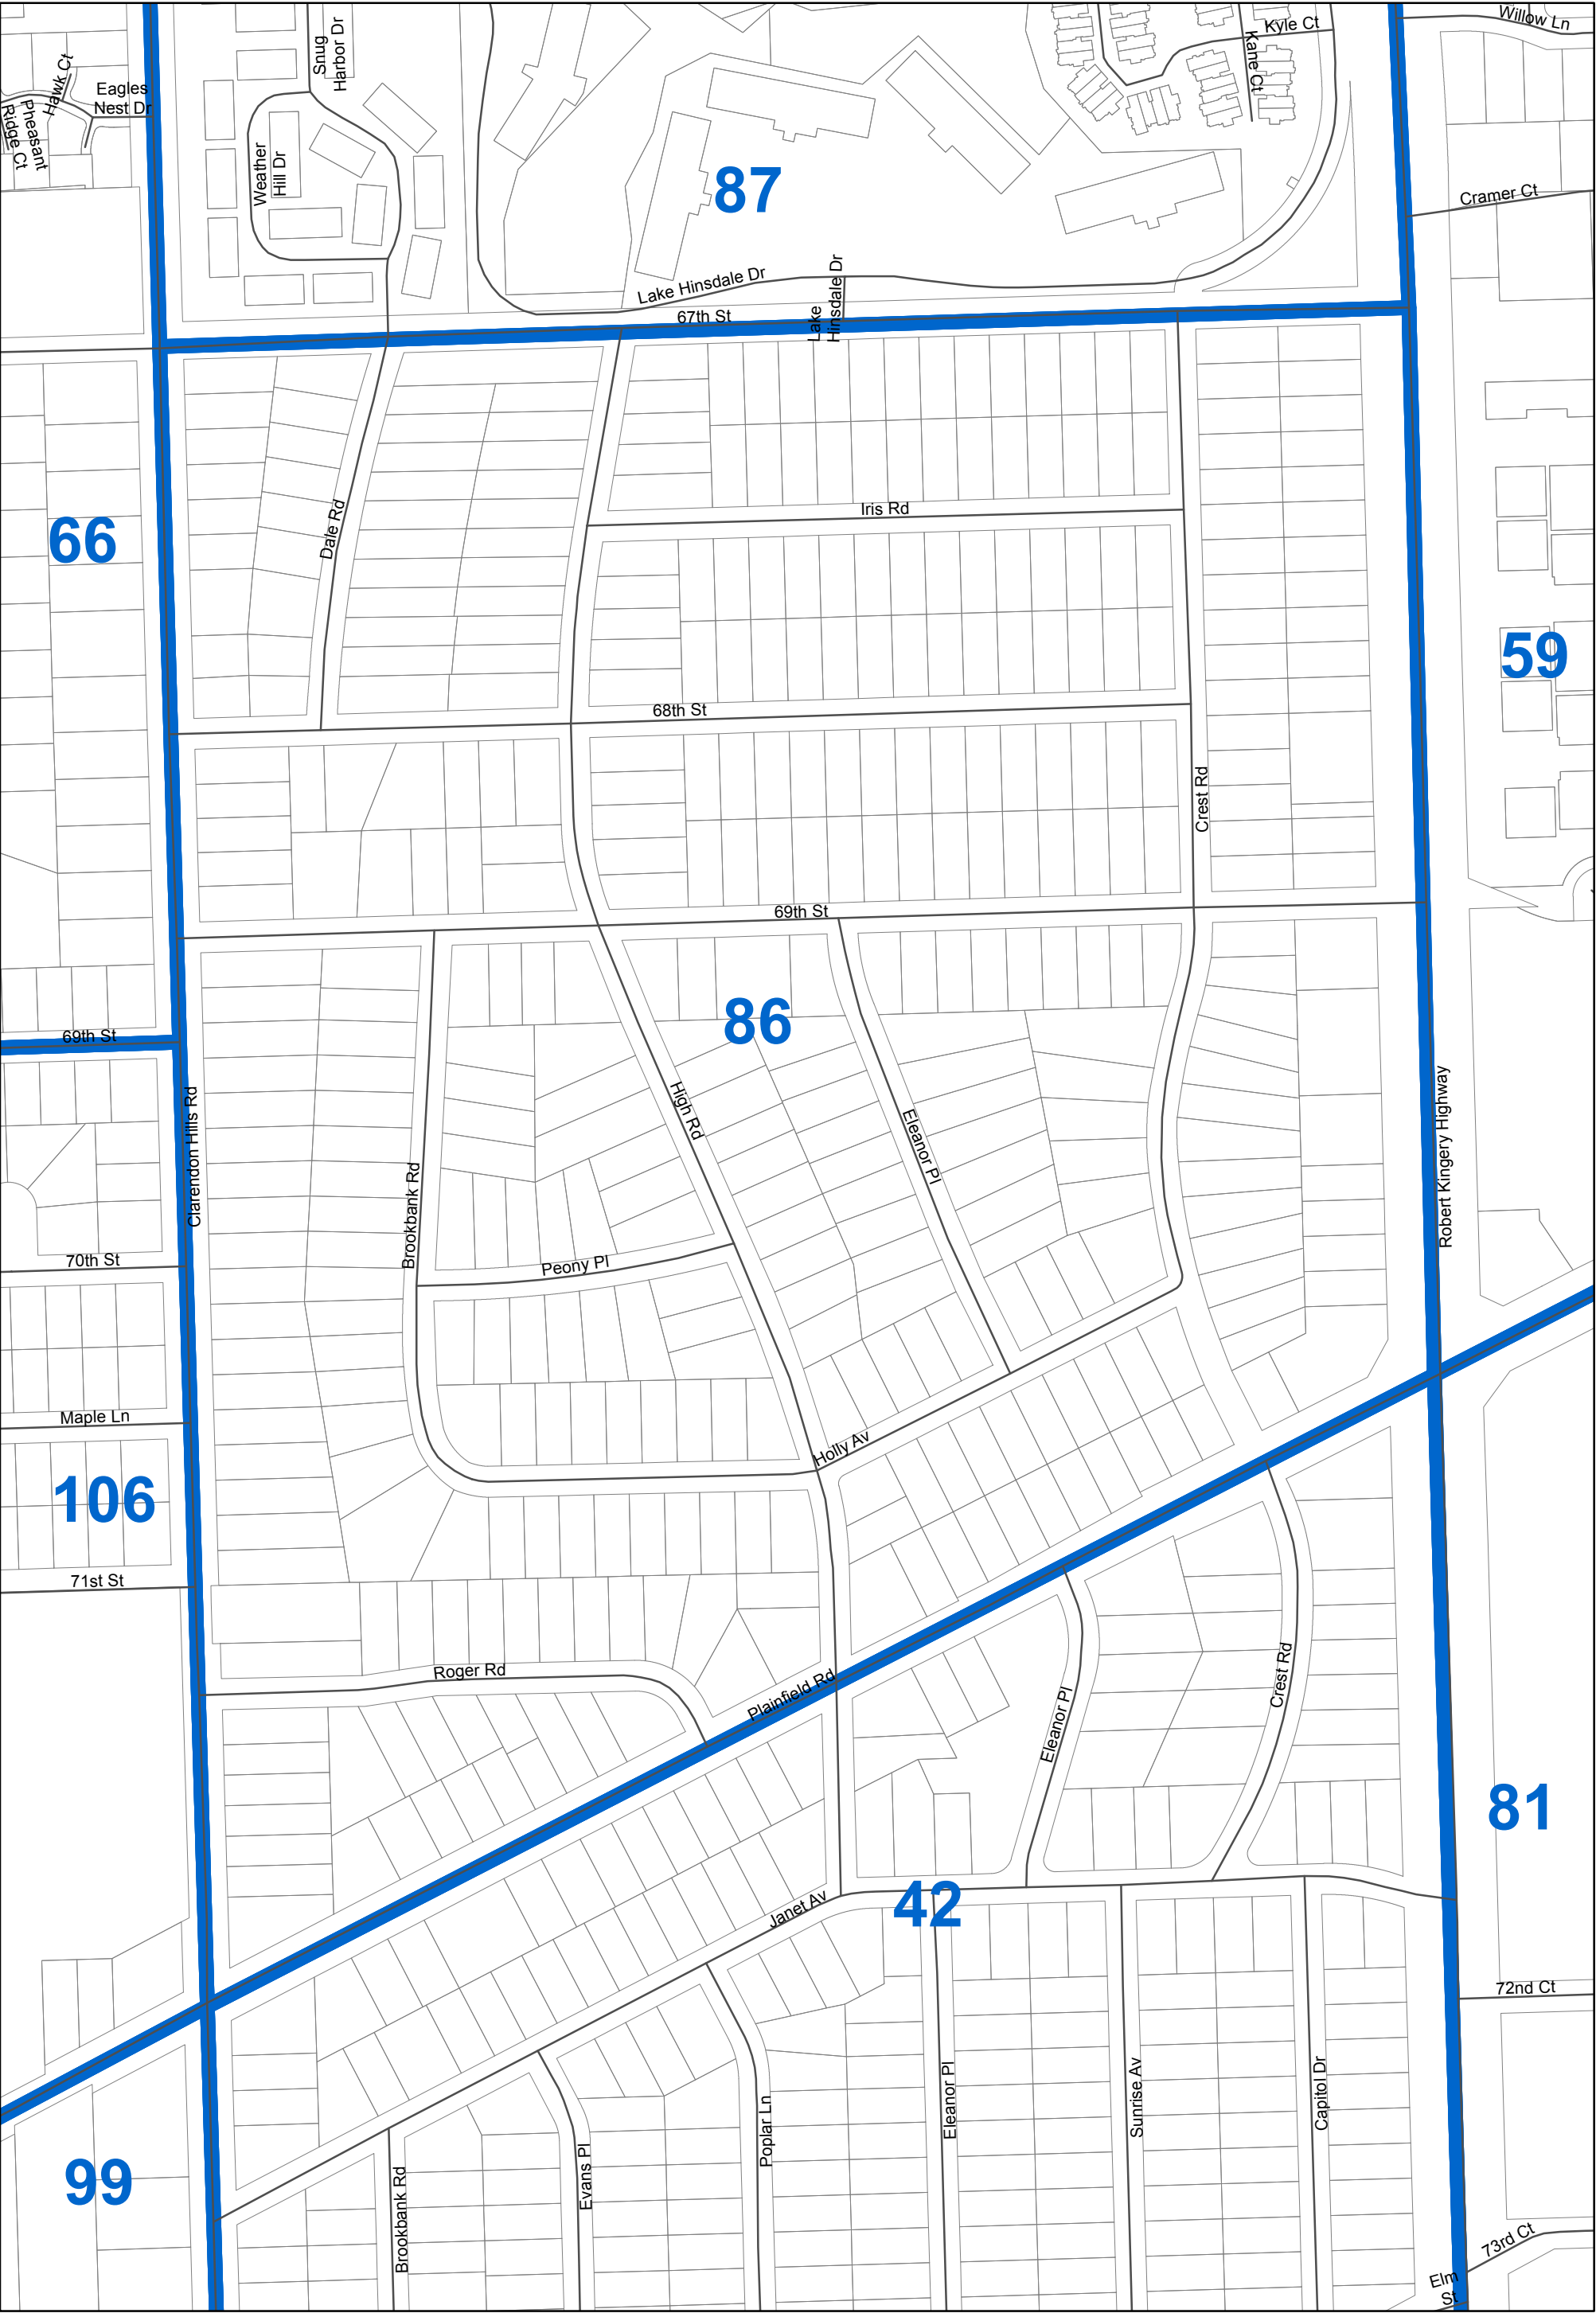 Willow Ln
Kyle Ct
Kane Ct
Snug
Harbor Dr
Hawk Ct
Eagles
Nest Dr
Pheasant
Ridge Ct
Weather
Hill Dr
87
Cramer Ct
Lake Hinsdale Dr
Lake
Hinsdale Dr
67th St
66
Dale Rd
Iris Rd
59
68th St
Crest Rd
69th St
86
69th St
Clarendon Hills Rd
High Rd
Eleanor Pl
Robert Kingery Highway
Brookbank Rd
70th St
Peony Pl
Maple Ln
Holly Av
106
71st St
Roger Rd
Plainfield Rd
Eleanor Pl
Crest Rd
81
42
Janet Av
72nd Ct
Poplar Ln
Eleanor Pl
Sunrise Av
Capitol Dr
99
Brookbank Rd
Evans Pl
73rd Ct
Elm
St